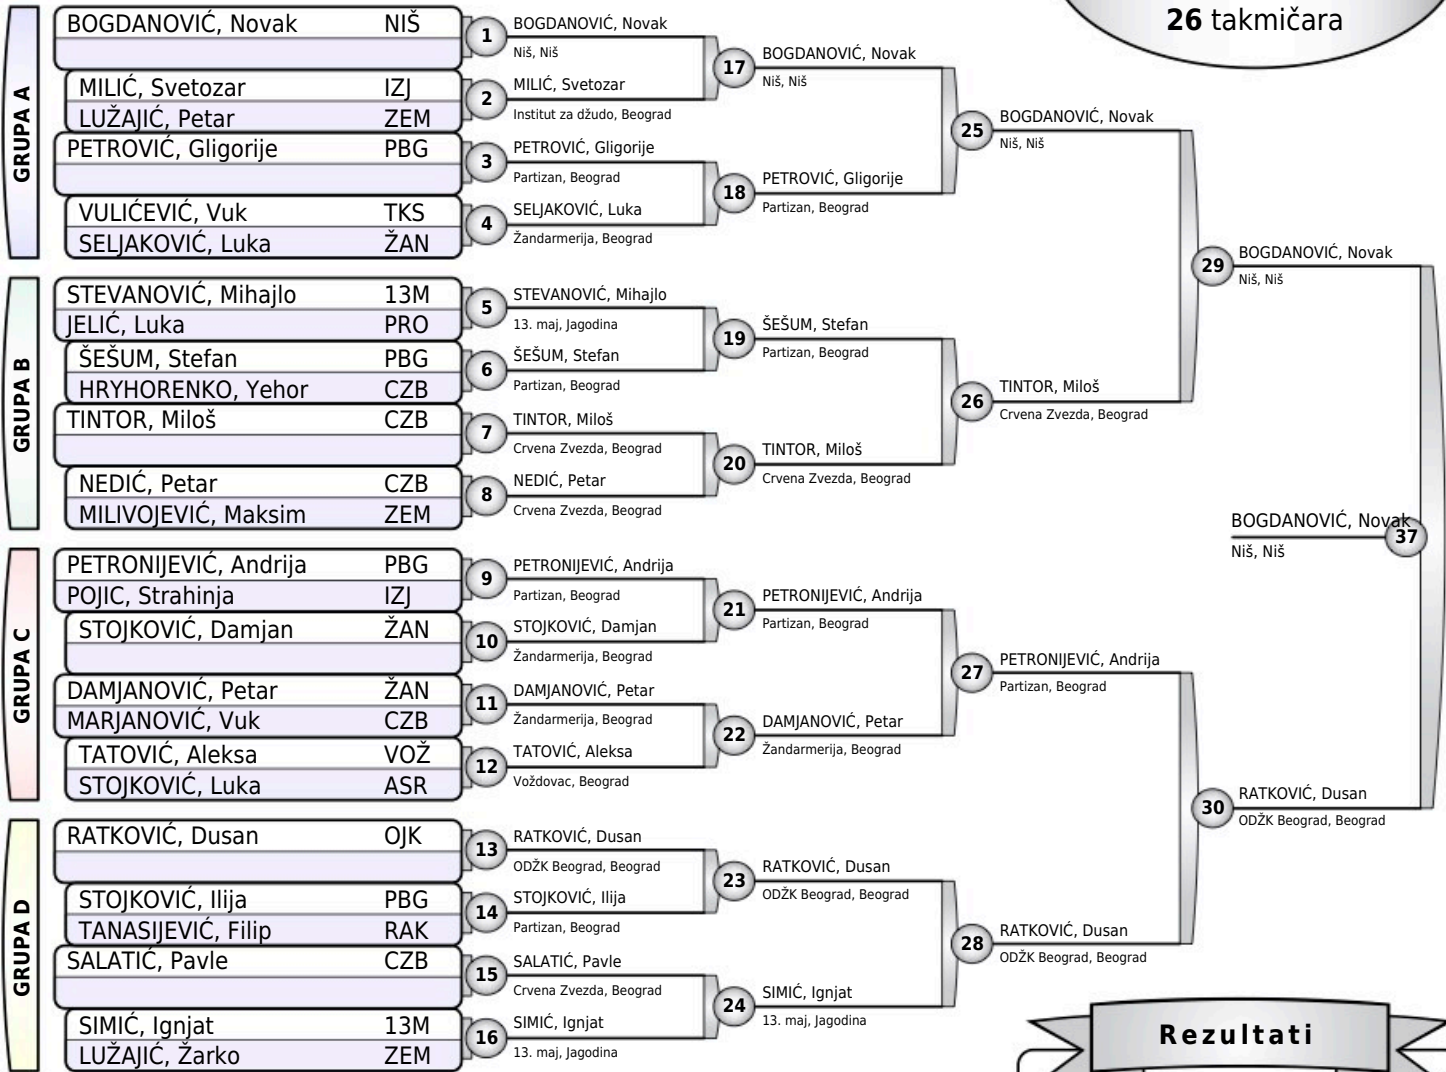 26 takmičara
GRUPA A
BOGDANOVIĆ, Novak NIŠ
MILIĆ, Svetozar IZJ
LUŽAJIĆ, Petar ZEM
PETROVIĆ, Gligorije PBG
VULIĆEVIĆ, Vuk TKS
SELJAKOVIĆ, Luka ŽAN
GRUPA B
STEVANOVIĆ, Mihajlo 13M
JELIĆ, Luka PRO
ŠEŠUM, Stefan PBG
HRYHORENKO, Yehor CZB
TINTOR, Miloš CZB
NEDIĆ, Petar CZB
MILIVOJEVIĆ, Maksim ZEM
GRUPA C
PETRONIJEVIĆ, Andrija PBG
POJIC, Strahinja IZJ
STOJKOVIĆ, Damjan ŽAN
DAMJANOVIĆ, Petar ŽAN
MARJANOVIĆ, Vuk CZB
TATOVIĆ, Aleksa VOŽ
STOJKOVIĆ, Luka ASR
GRUPA D
RATKOVIĆ, Dusan OJK
STOJKOVIĆ, Ilija PBG
TANASIJEVIĆ, Filip RAK
SALATIĆ, Pavle CZB
SIMIĆ, Ignjat 13M
LUŽAJIĆ, Žarko ZEM
1 BOGDANOVIĆ, Novak
Niš, Niš
2 MILIĆ, Svetozar
Institut za džudo, Beograd
3 PETROVIĆ, Gligorije
Partizan, Beograd
4 SELJAKOVIĆ, Luka
Žandarmerija, Beograd
5 STEVANOVIĆ, Mihajlo
13. maj, Jagodina
6 ŠEŠUM, Stefan
Partizan, Beograd
7 TINTOR, Miloš
Crvena Zvezda, Beograd
8 NEDIĆ, Petar
Crvena Zvezda, Beograd
9 PETRONIJEVIĆ, Andrija
Partizan, Beograd
10 STOJKOVIĆ, Damjan
Žandarmerija, Beograd
11 DAMJANOVIĆ, Petar
Žandarmerija, Beograd
12 TATOVIĆ, Aleksa
Voždovac, Beograd
13 RATKOVIĆ, Dusan
ODŽK Beograd, Beograd
14 STOJKOVIĆ, Ilija
Partizan, Beograd
15 SALATIĆ, Pavle
Crvena Zvezda, Beograd
16 SIMIĆ, Ignjat
13. maj, Jagodina
17 BOGDANOVIĆ, Novak
Niš, Niš
18 PETROVIĆ, Gligorije
Partizan, Beograd
19 ŠEŠUM, Stefan
Partizan, Beograd
20 TINTOR, Miloš
Crvena Zvezda, Beograd
21 PETRONIJEVIĆ, Andrija
Partizan, Beograd
22 DAMJANOVIĆ, Petar
Žandarmerija, Beograd
23 RATKOVIĆ, Dusan
ODŽK Beograd, Beograd
24 SIMIĆ, Ignjat
13. maj, Jagodina
25 BOGDANOVIĆ, Novak
Niš, Niš
26 TINTOR, Miloš
Crvena Zvezda, Beograd
27 PETRONIJEVIĆ, Andrija
Partizan, Beograd
28 RATKOVIĆ, Dusan
ODŽK Beograd, Beograd
29 BOGDANOVIĆ, Novak
Niš, Niš
30 RATKOVIĆ, Dusan
ODŽK Beograd, Beograd
BOGDANOVIĆ, Novak 37
Niš, Niš
Rezultati